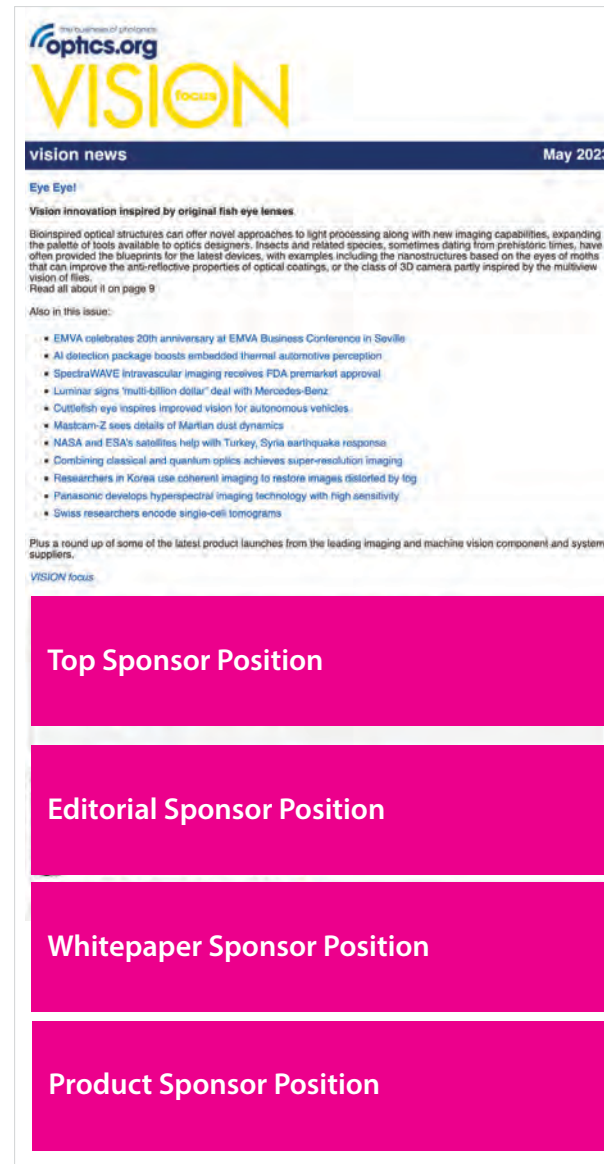 the business of photonics
optics.org
VISION
focus
vision news May 2023
Eye Eye!
Vision innovation inspired by original fish eye lenses
Bioinspired optical structures can offer novel approaches to light processing along with new imaging capabilities, expanding
the palette of tools available to optics designers. Insects and related species, sometimes dating from prehistoric times, have
often provided the blueprints for the latest devices, with examples including the nanostructures based on the eyes of moths
that can improve the anti-reflective properties of optical coatings, or the class of 3D camera partly inspired by the multiview
vision of flies.
Read all about it on page 9
Also in this issue:
• EMVA celebrates 20th anniversary at EMVA Business Conference in Seville
• AI detection package boosts embedded thermal automotive perception
• SpectraWAVE intravascular imaging receives FDA premarket approval
• Luminar signs 'multi-billion dollar' deal with Mercedes-Benz
• Cuttlefish eye inspires improved vision for autonomous vehicles
• Mastcam-Z sees details of Martian dust dynamics
• NASA and ESA's satellites help with Turkey, Syria earthquake response
• Combining classical and quantum optics achieves super-resolution imaging
• Researchers in Korea use coherent imaging to restore images distorted by fog
• Panasonic develops hyperspectral imaging technology with high sensitivity
• Swiss researchers encode single-cell tomograms
Plus a round up of some of the latest product launches from the leading imaging and machine vision component and system
suppliers.
VISION focus
Top Sponsor Position
Editorial Sponsor Position
Whitepaper Sponsor Position
Product Sponsor Position